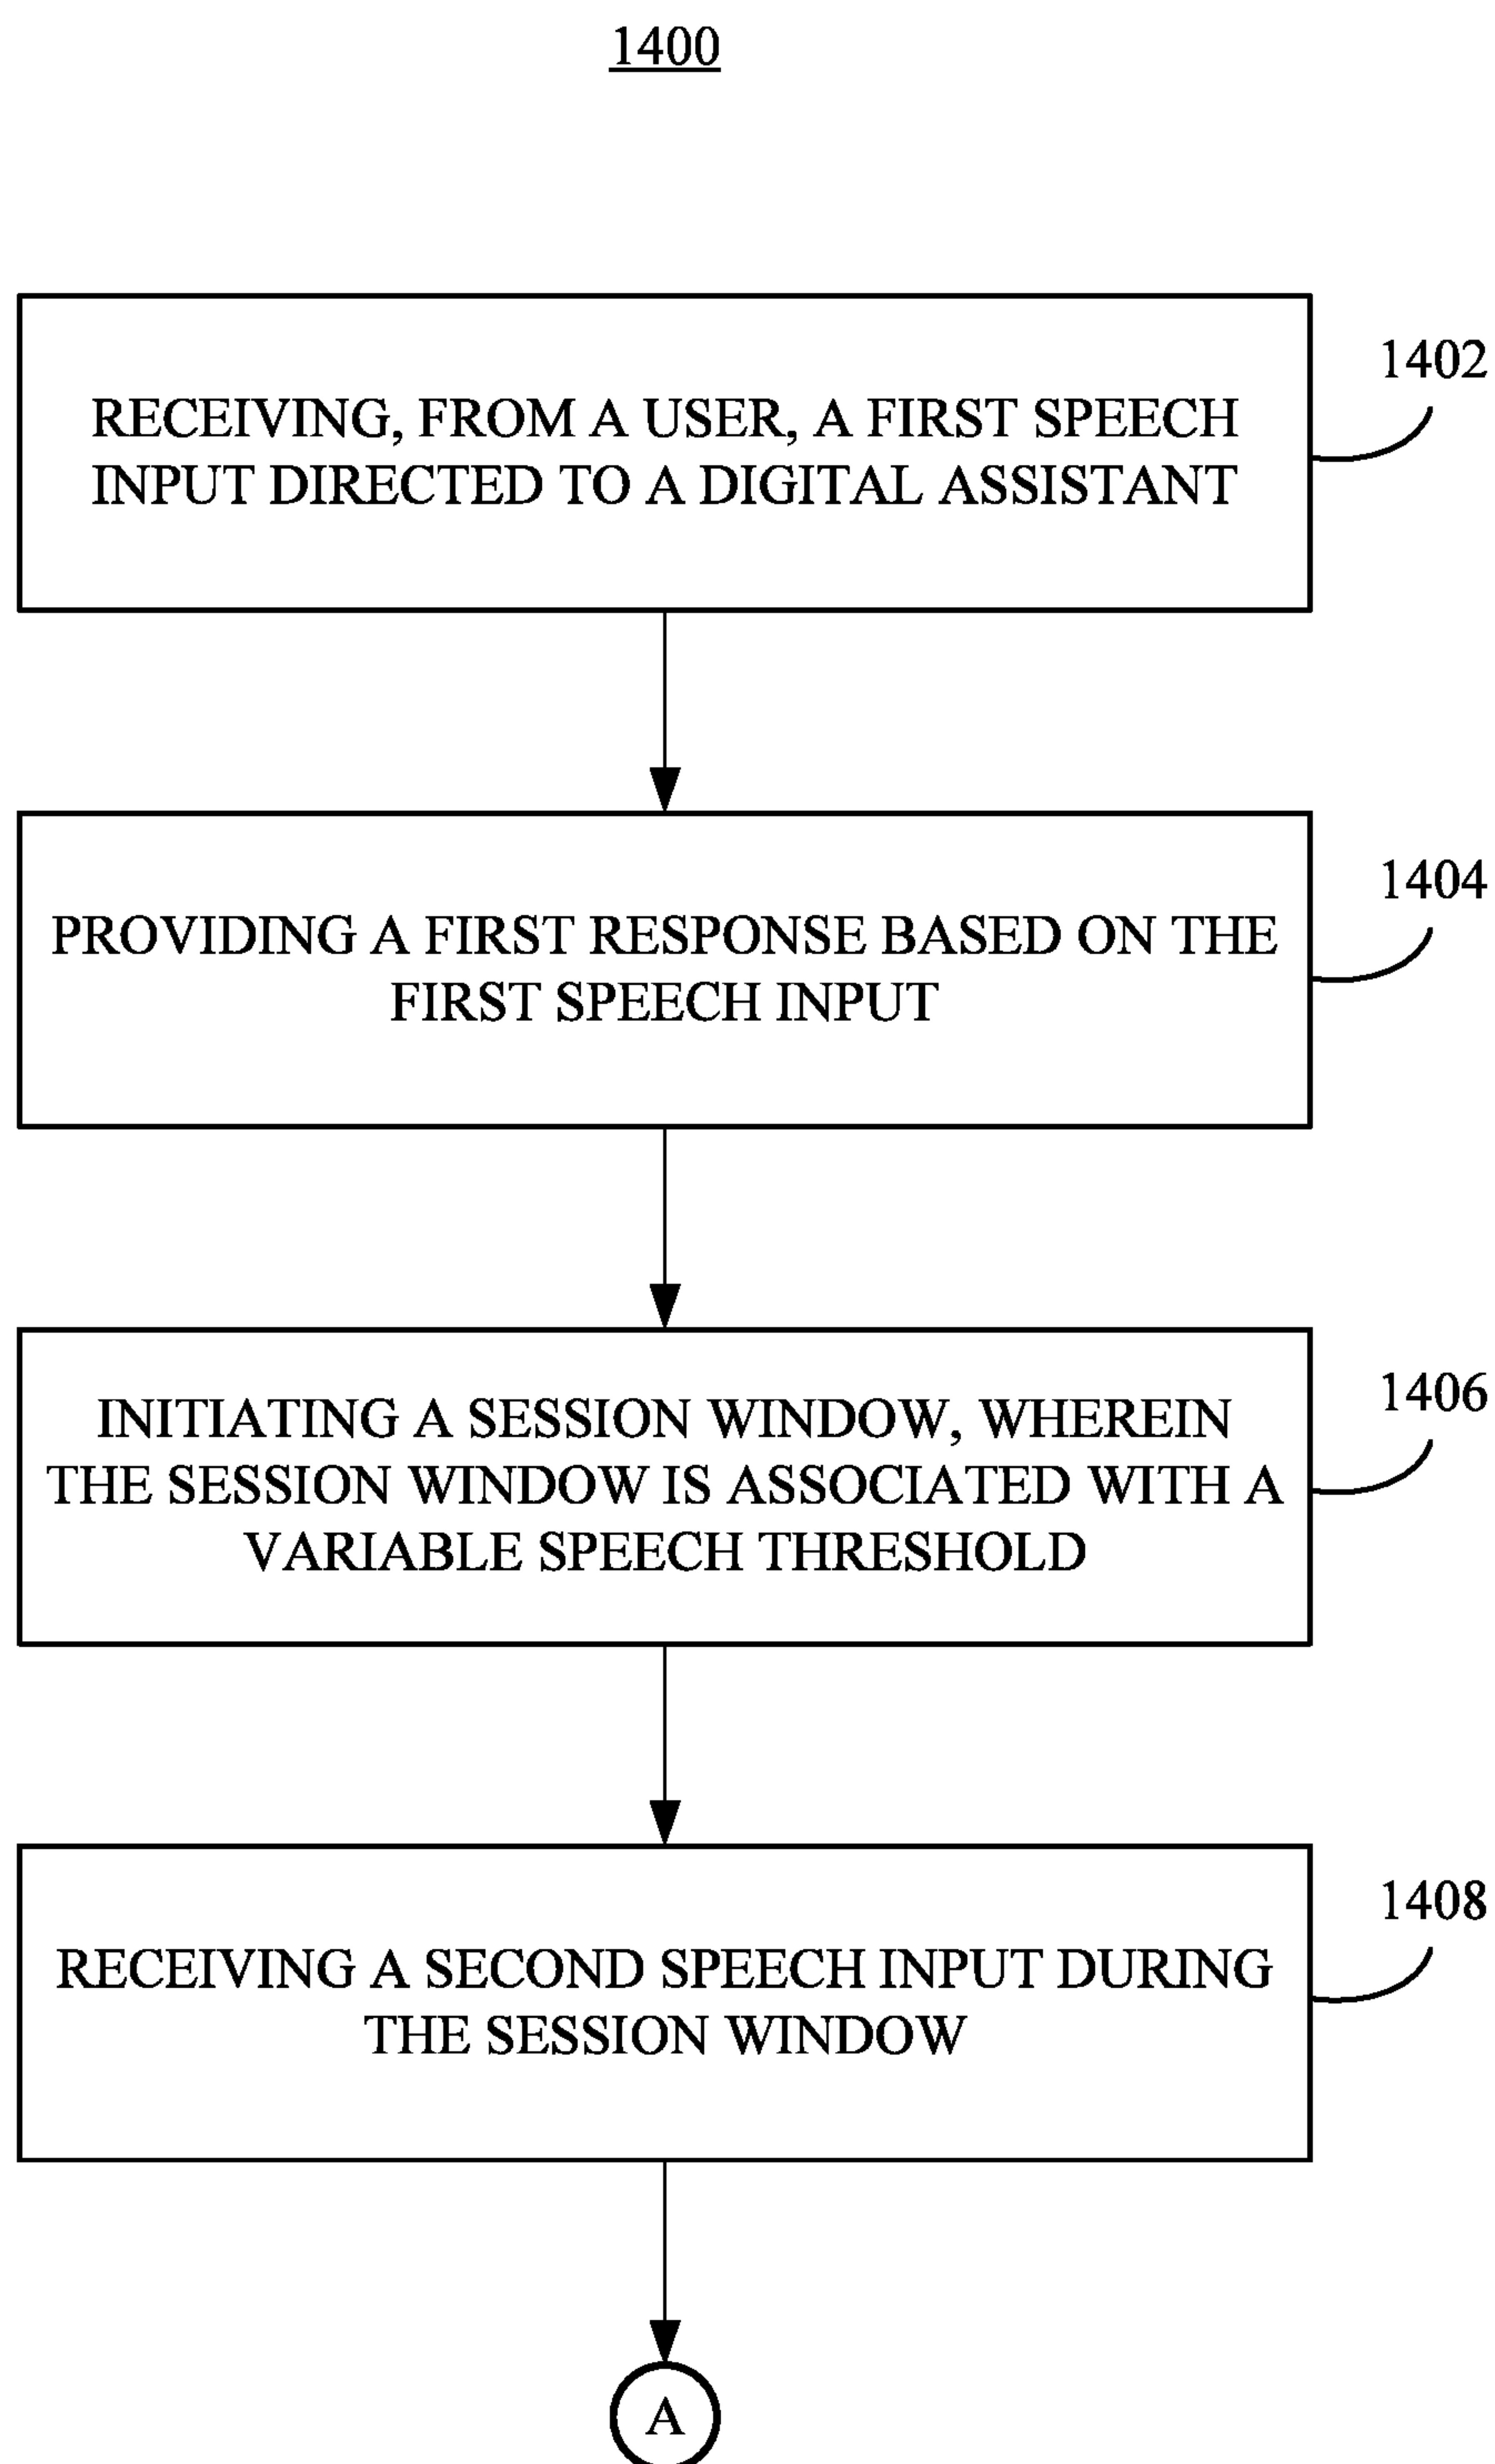 1400
RECEIVING, FROM A USER, A FIRST SPEECH
INPUT DIRECTED TO A DIGITAL ASSISTANT
1402
PROVIDING A FIRST RESPONSE BASED ON THE
FIRST SPEECH INPUT
1404
INITIATING A SESSION WINDOW, WHEREIN
THE SESSION WINDOW IS ASSOCIATED WITH A
VARIABLE SPEECH THRESHOLD
1406
RECEIVING A SECOND SPEECH INPUT DURING
THE SESSION WINDOW
1408
A